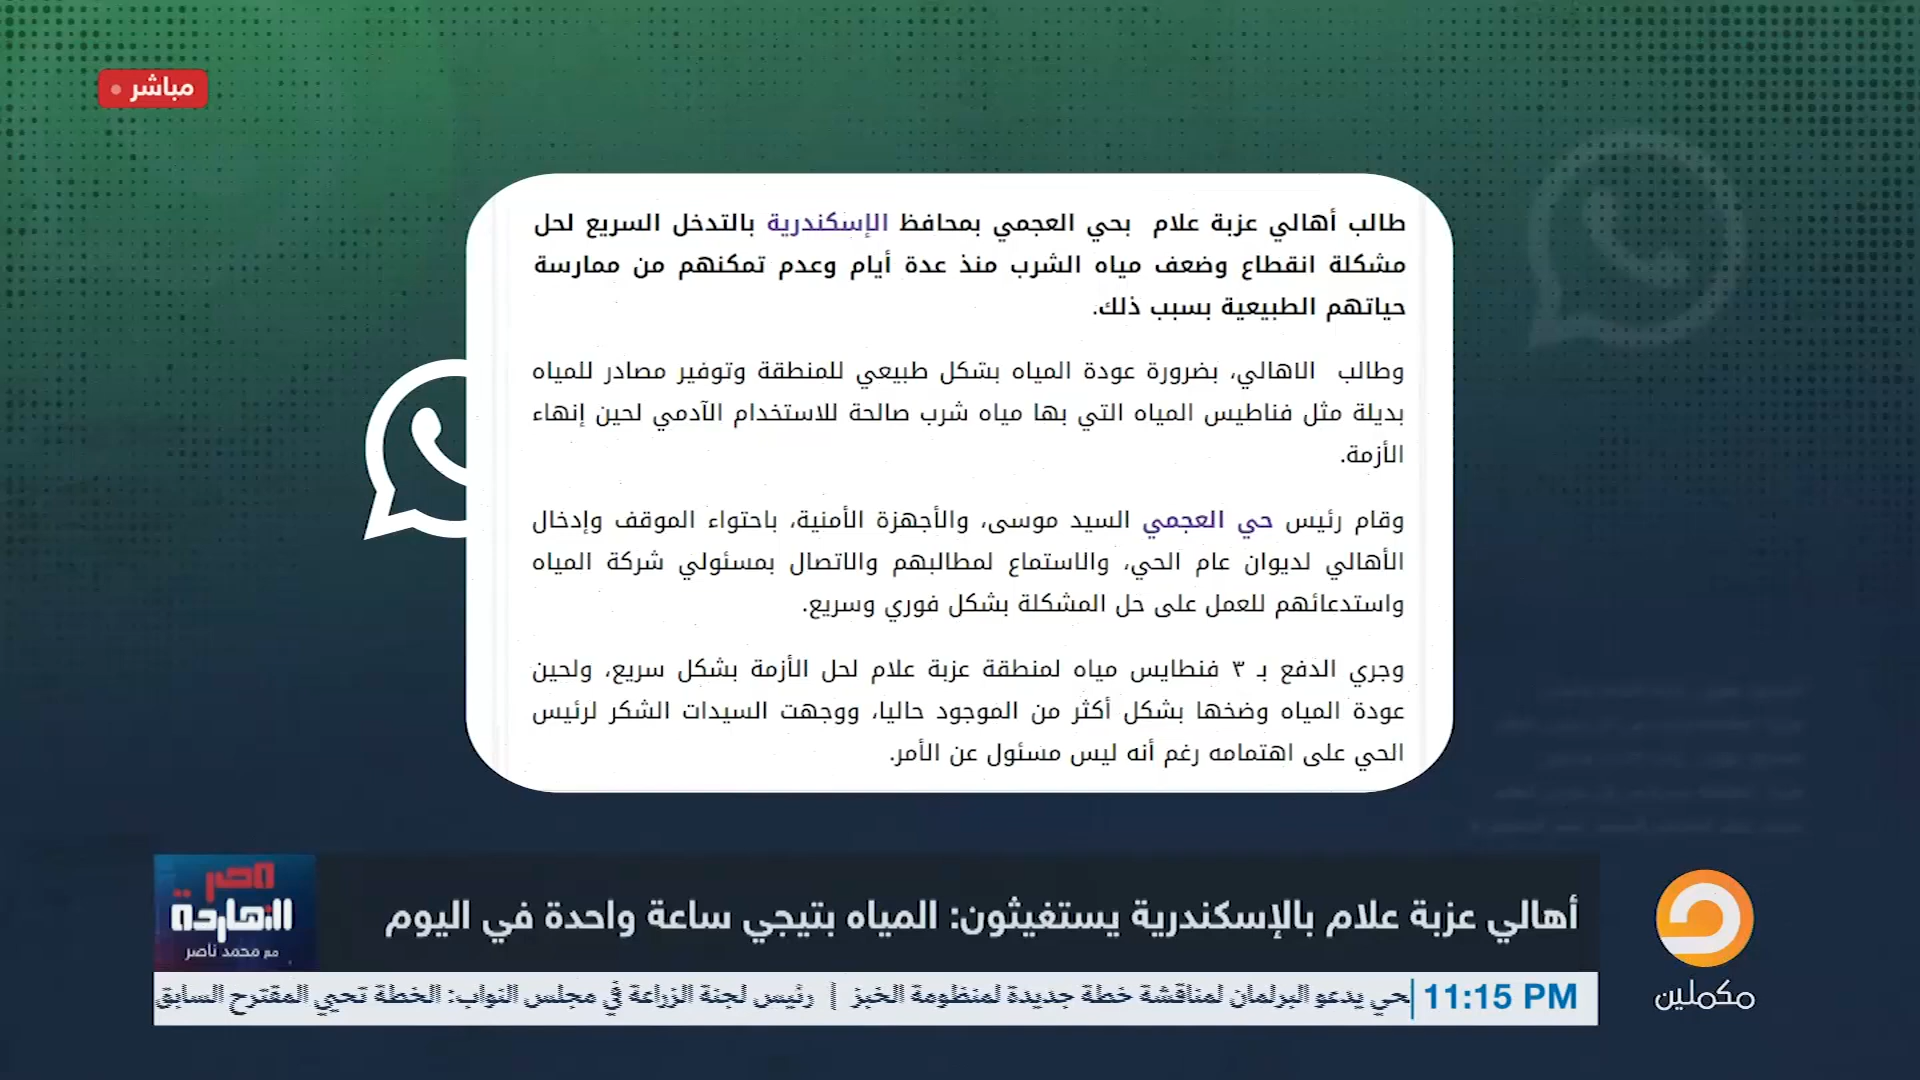 مباشر
طالب أهالي عزبة علام بحي العجمي بمحافظ الإسكندرية بالتدخل السريع لحل
مشكلة انقطاع وضعف مياه الشرب منذ عدة أيام وعدم تمكنهم من ممارسة
حياتهم الطبيعية بسبب ذلك.
وطالب الاهالي، بضرورة عودة المياه بشكل طبيعي للمنطقة وتوفير مصادر للمياه
بديلة مثل فناطيس المياه التي بها مياه شرب صالحة للاستخدام الآدمي لحين إنهاء
الأزمة.
وقام رئيس حي العجمي السيد موسى، والأجهزة الأمنية، باحتواء الموقف وإدخال
الأهالي لديوان عام الحي، والاستماع لمطالبهم والاتصال بمسئولي شركة المياه
واستدعائهم للعمل على حل المشكلة بشكل فوري وسريع.
وجري الدفع بـ ٣ فنطايس مياه لمنطقة عزبة علام لحل الأزمة بشكل سريع، ولحين
عودة المياه وضخها بشكل أكثر من الموجود حاليا، ووجهت السيدات الشكر لرئيس
الحي على اهتمامه رغم أنه ليس مسئول عن الأمر.
أهالي عزبة علام بالإسكندرية يستغيثون: المياه بتيجي ساعة واحدة في اليوم
مصر
النهاردة
مع محمد ناصر
11:15 PM
يدعو البرلمان لمناقشة خطة جديدة لمنظومة الخبز | رئيس لجنة الزراعة في مجلس النواب: الخطة تحيي المقترح السابق
مكملين